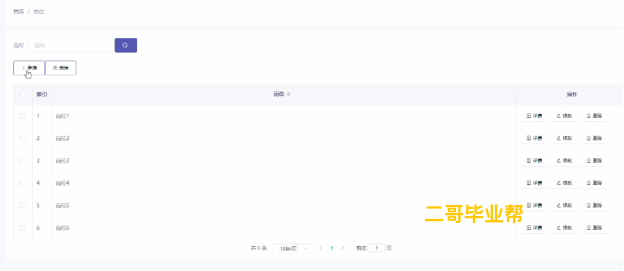 首页 / 岗位
岗位 岗位
+ 新增 删除
索引 岗位 操作
1 岗位1 详情 修改 删除
2 岗位2 详情 修改 删除
3 岗位3 详情 修改 删除
4 岗位4 详情 修改 删除
5 岗位5 详情 修改 删除
6 岗位6 详情 修改 删除
二哥毕业帮
共 6 条 10条/页 1 前往 1 页